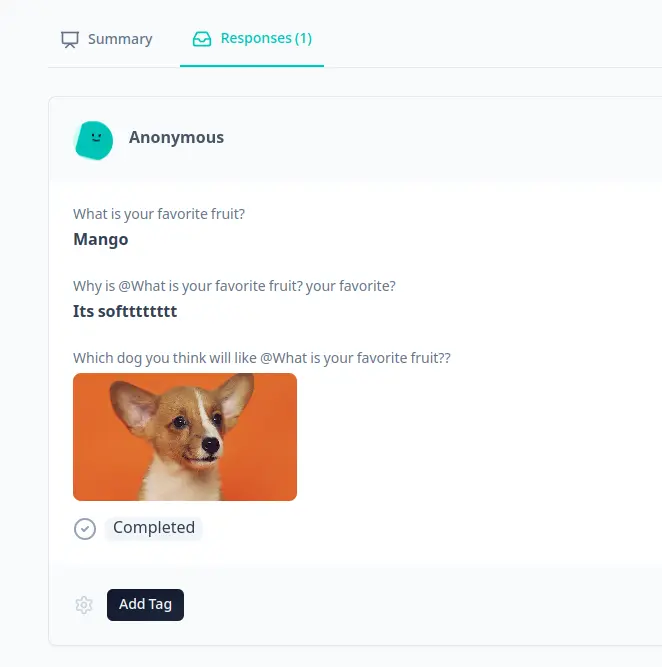 Summary
Responses (1)
Anonymous
What is your favorite fruit?
Mango
Why is @What is your favorite fruit? your favorite?
Its softttttttt
Which dog you think will like @What is your favorite fruit??
Completed
Add Tag